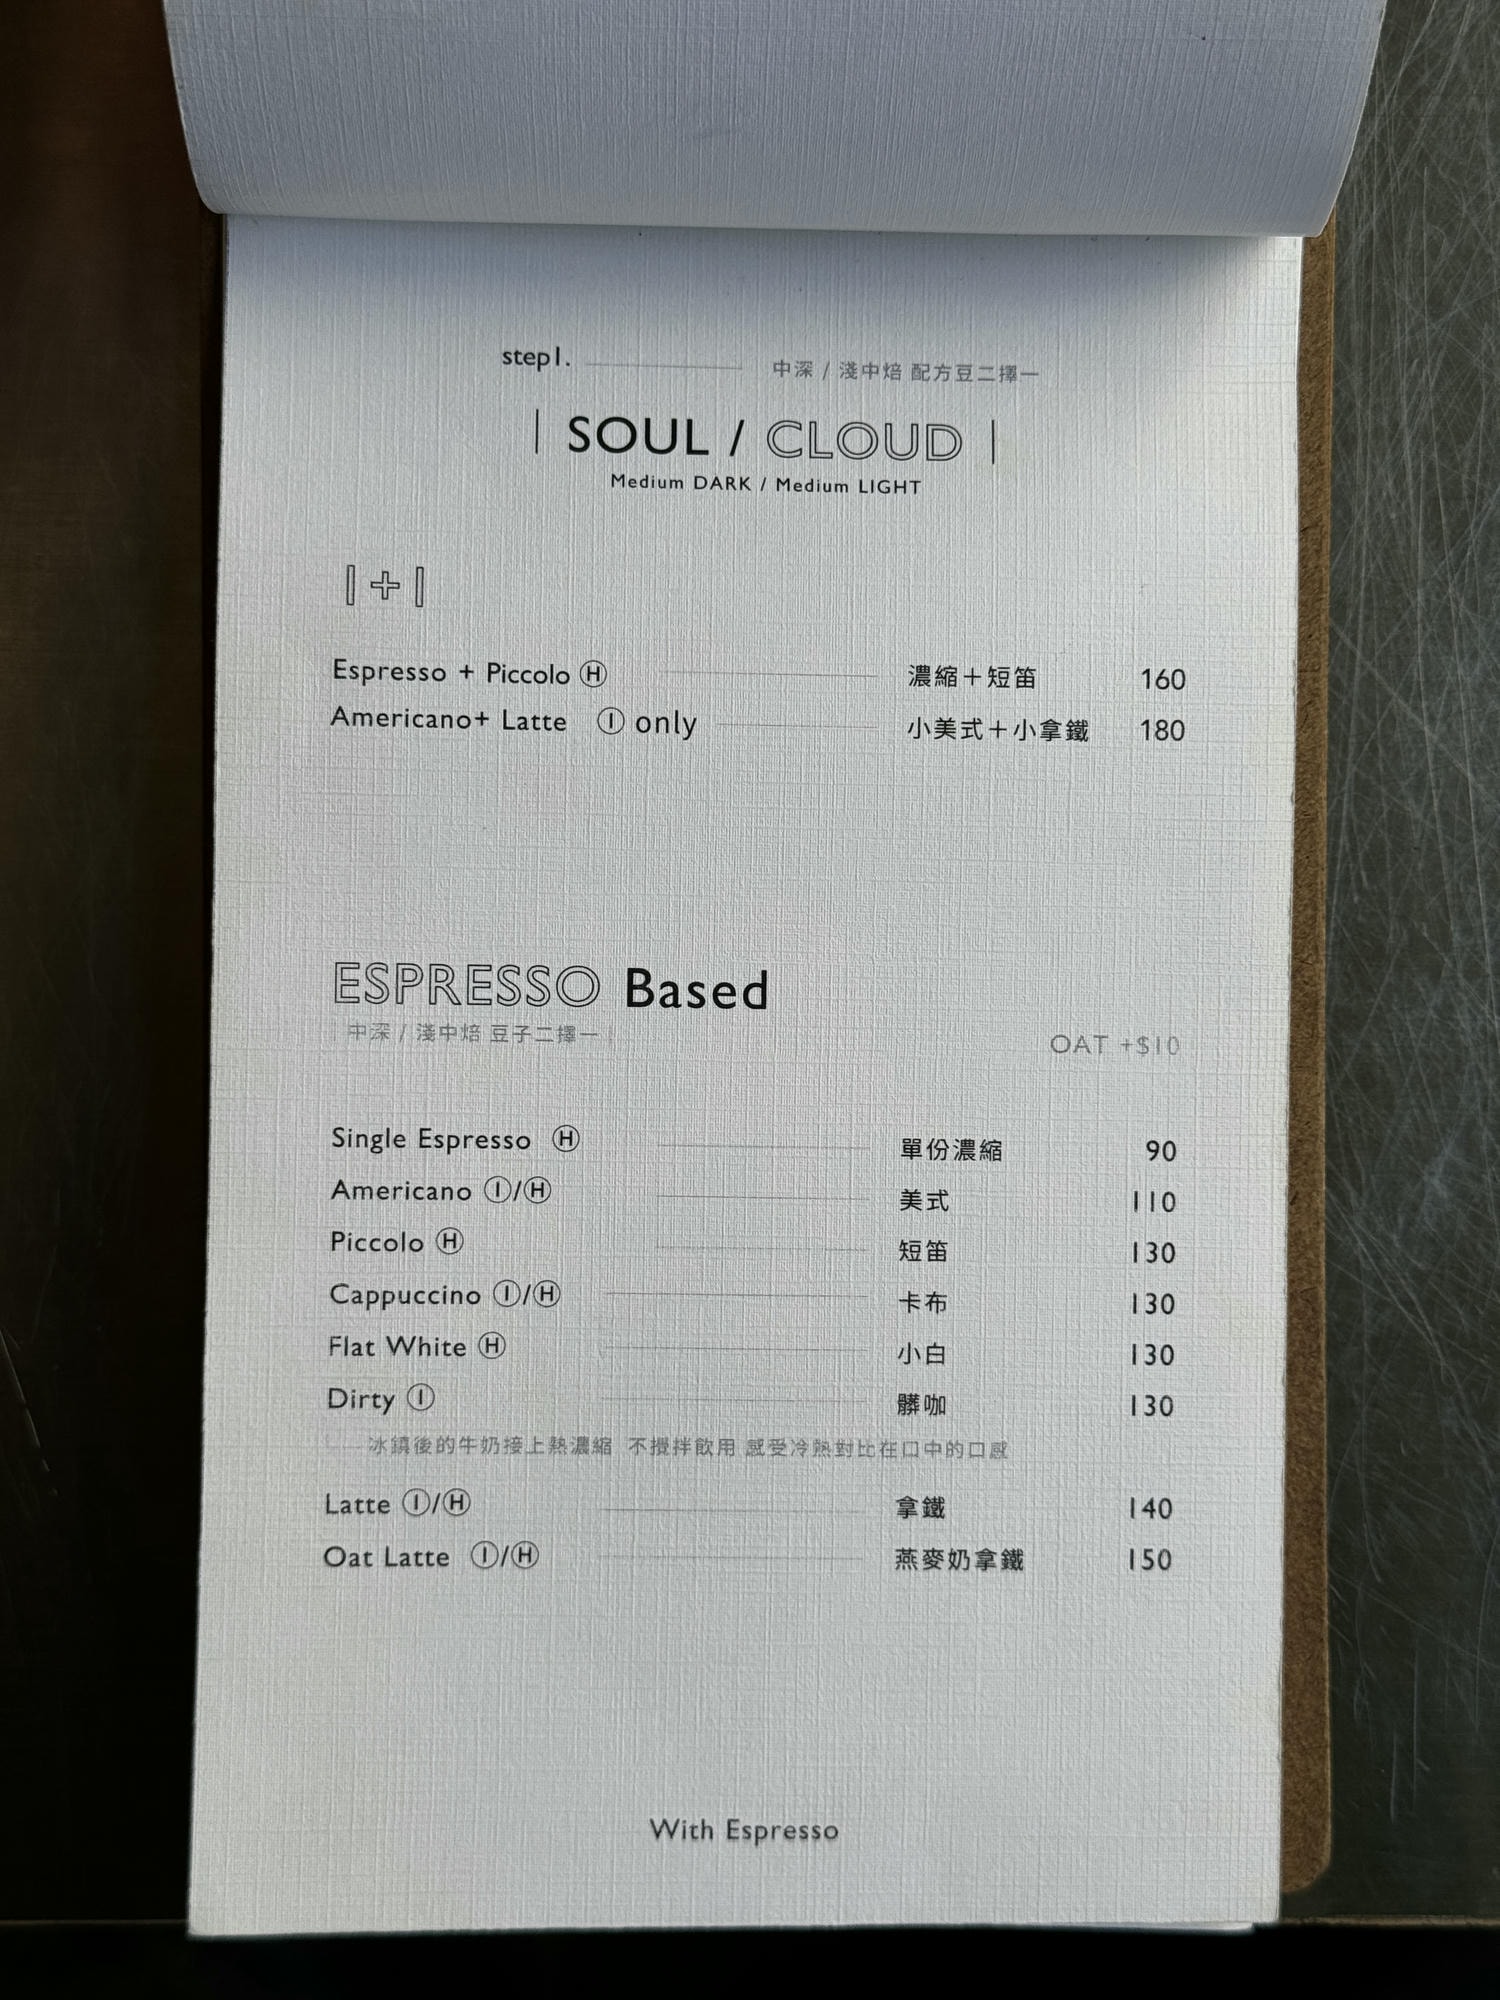 step1. 中深 / 淺中焙 配方豆二擇一
| SOUL / CLOUD |
Medium DARK / Medium LIGHT
1+1
Espresso + Piccolo Ⓗ 濃縮＋短笛 160
Americano+ Latte Ⓘ only 小美式＋小拿鐵 180
ESPRESSO Based
| 中深 / 淺中焙 豆子二擇一 |
OAT +$10
Single Espresso Ⓗ 單份濃縮 90
Americano Ⓘ/Ⓗ 美式 110
Piccolo Ⓗ 短笛 130
Cappuccino Ⓘ/Ⓗ 卡布 130
Flat White Ⓗ 小白 130
Dirty Ⓘ 髒咖 130
冰鎮後的牛奶接上熱濃縮 不攪拌飲用 感受冷熱對比在口中的口感
Latte Ⓘ/Ⓗ 拿鐵 140
Oat Latte Ⓘ/Ⓗ 燕麥奶拿鐵 150
With Espresso